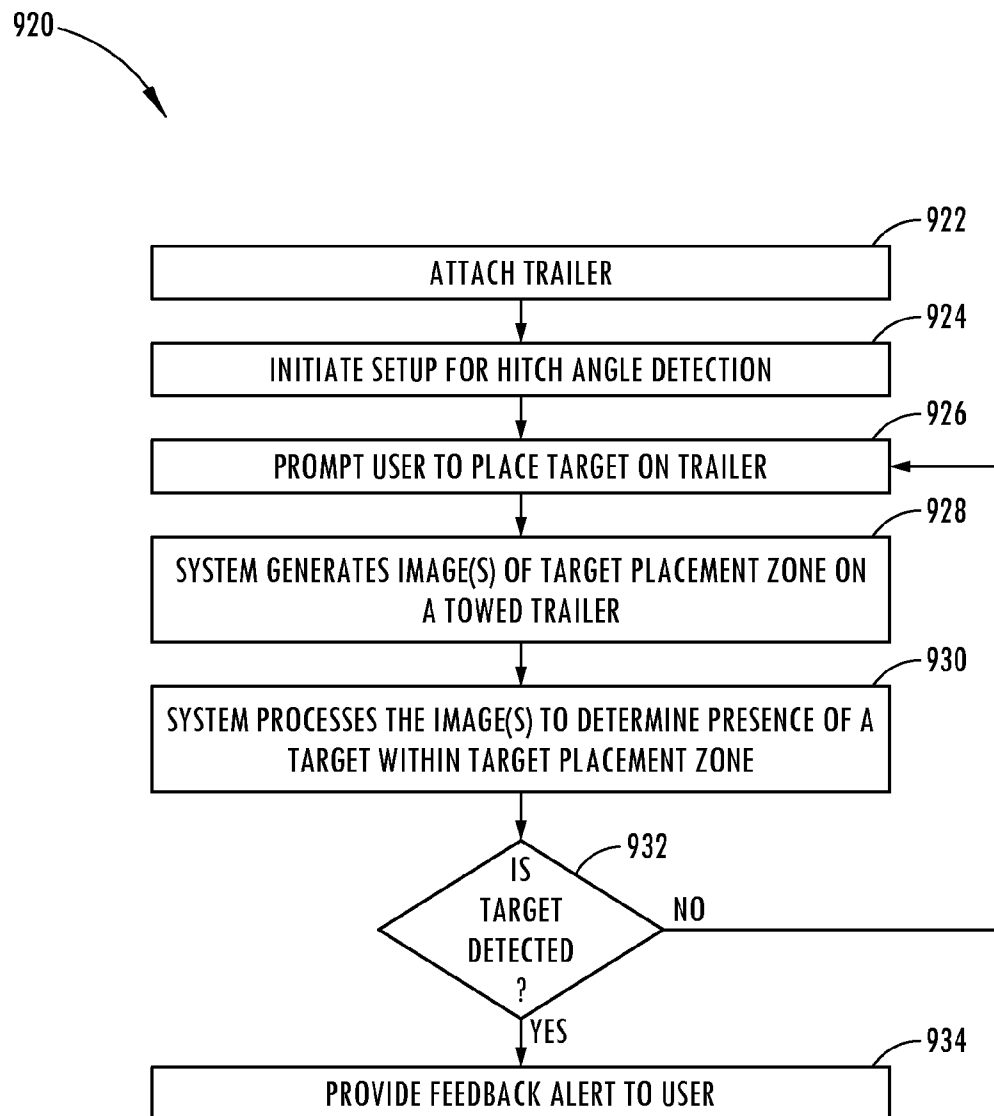 920
922
ATTACH TRAILER
924
INITIATE SETUP FOR HITCH ANGLE DETECTION
926
PROMPT USER TO PLACE TARGET ON TRAILER
928
SYSTEM GENERATES IMAGE(S) OF TARGET PLACEMENT ZONE ON
A TOWED TRAILER
930
SYSTEM PROCESSES THE IMAGE(S) TO DETERMINE PRESENCE OF A
TARGET WITHIN TARGET PLACEMENT ZONE
932
IS
TARGET
DETECTED
?
NO
YES
934
PROVIDE FEEDBACK ALERT TO USER